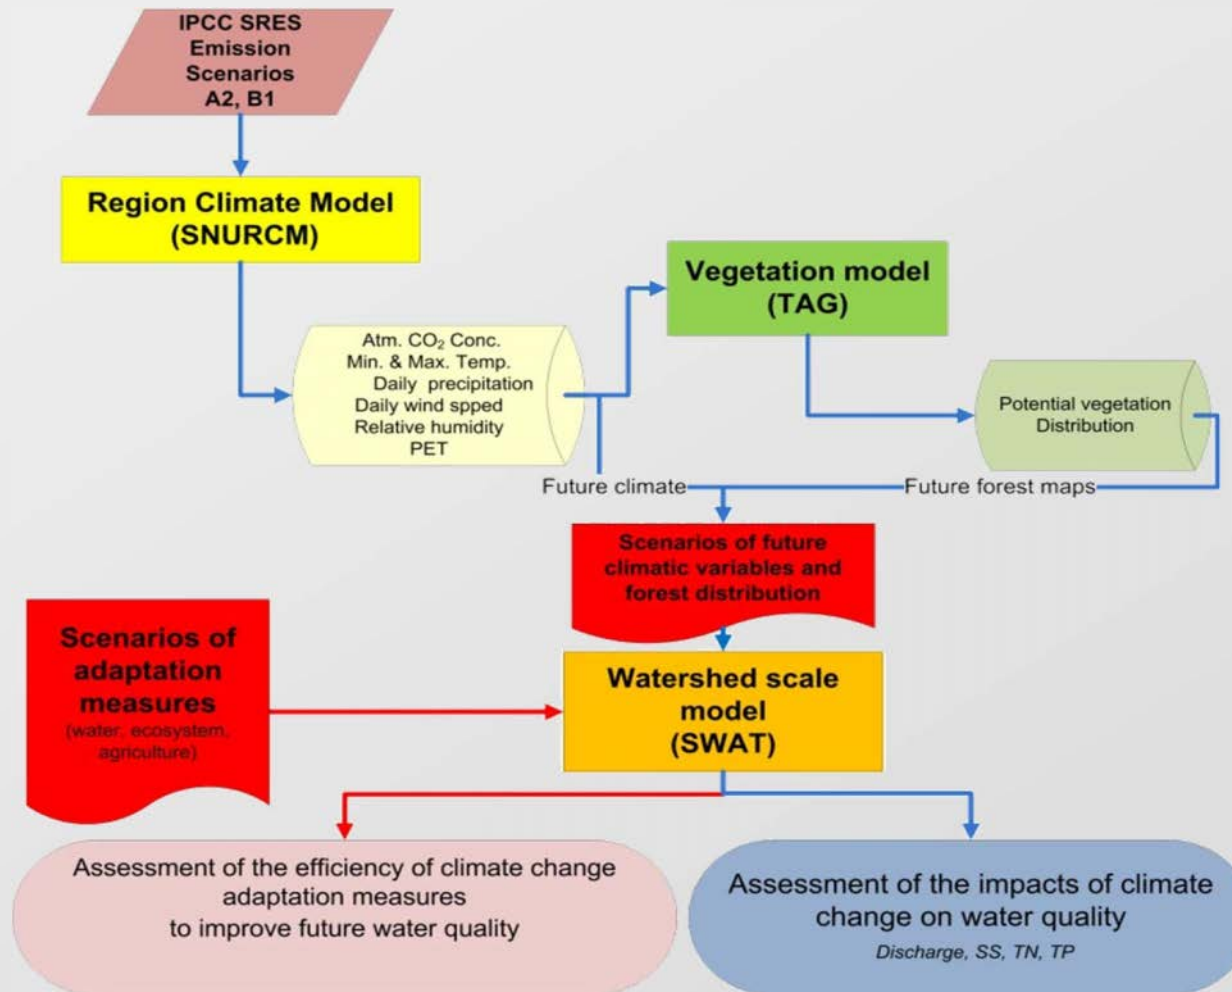 IPCC SRES
Emission
Scenarios
A2, B1
Region Climate Model
(SNURCM)
Vegetation model
(TAG)
Atm. CO₂ Conc.
Min. & Max. Temp.
Daily precipitation
Daily wind spped
Relative humidity
PET
Potential vegetation
Distribution
Future climate
Future forest maps
Scenarios of future
climatic variables and
forest distribution
Scenarios of
adaptation
measures
(water, ecosystem,
agriculture)
Watershed scale
model
(SWAT)
Assessment of the efficiency of climate change
adaptation measures
to improve future water quality
Assessment of the impacts of climate
change on water quality
Discharge, SS, TN, TP